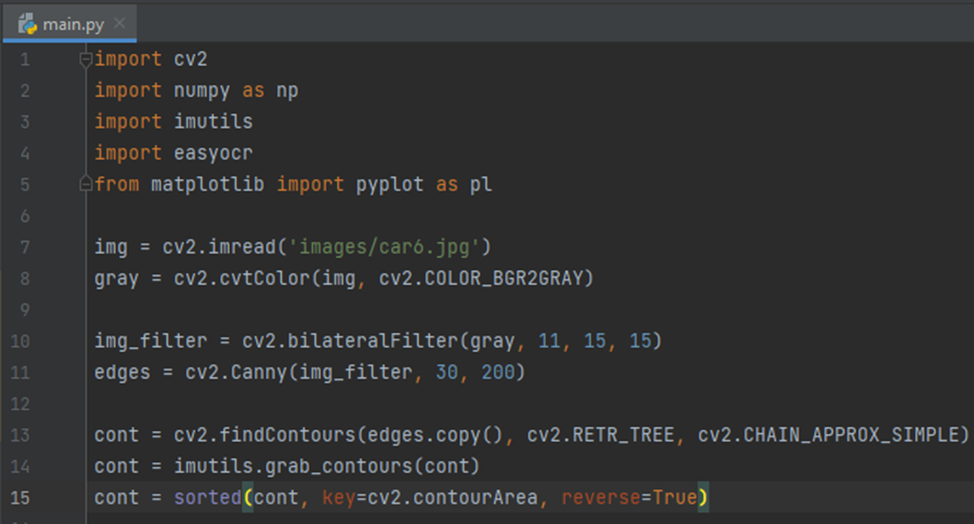 main.py
1 import cv2
2 import numpy as np
3 import imutils
4 import easyocr
5 from matplotlib import pyplot as pl
6
7 img = cv2.imread('images/car6.jpg')
8 gray = cv2.cvtColor(img, cv2.COLOR_BGR2GRAY)
9
10 img_filter = cv2.bilateralFilter(gray, 11, 15, 15)
11 edges = cv2.Canny(img_filter, 30, 200)
12
13 cont = cv2.findContours(edges.copy(), cv2.RETR_TREE, cv2.CHAIN_APPROX_SIMPLE)
14 cont = imutils.grab_contours(cont)
15 cont = sorted(cont, key=cv2.contourArea, reverse=True)